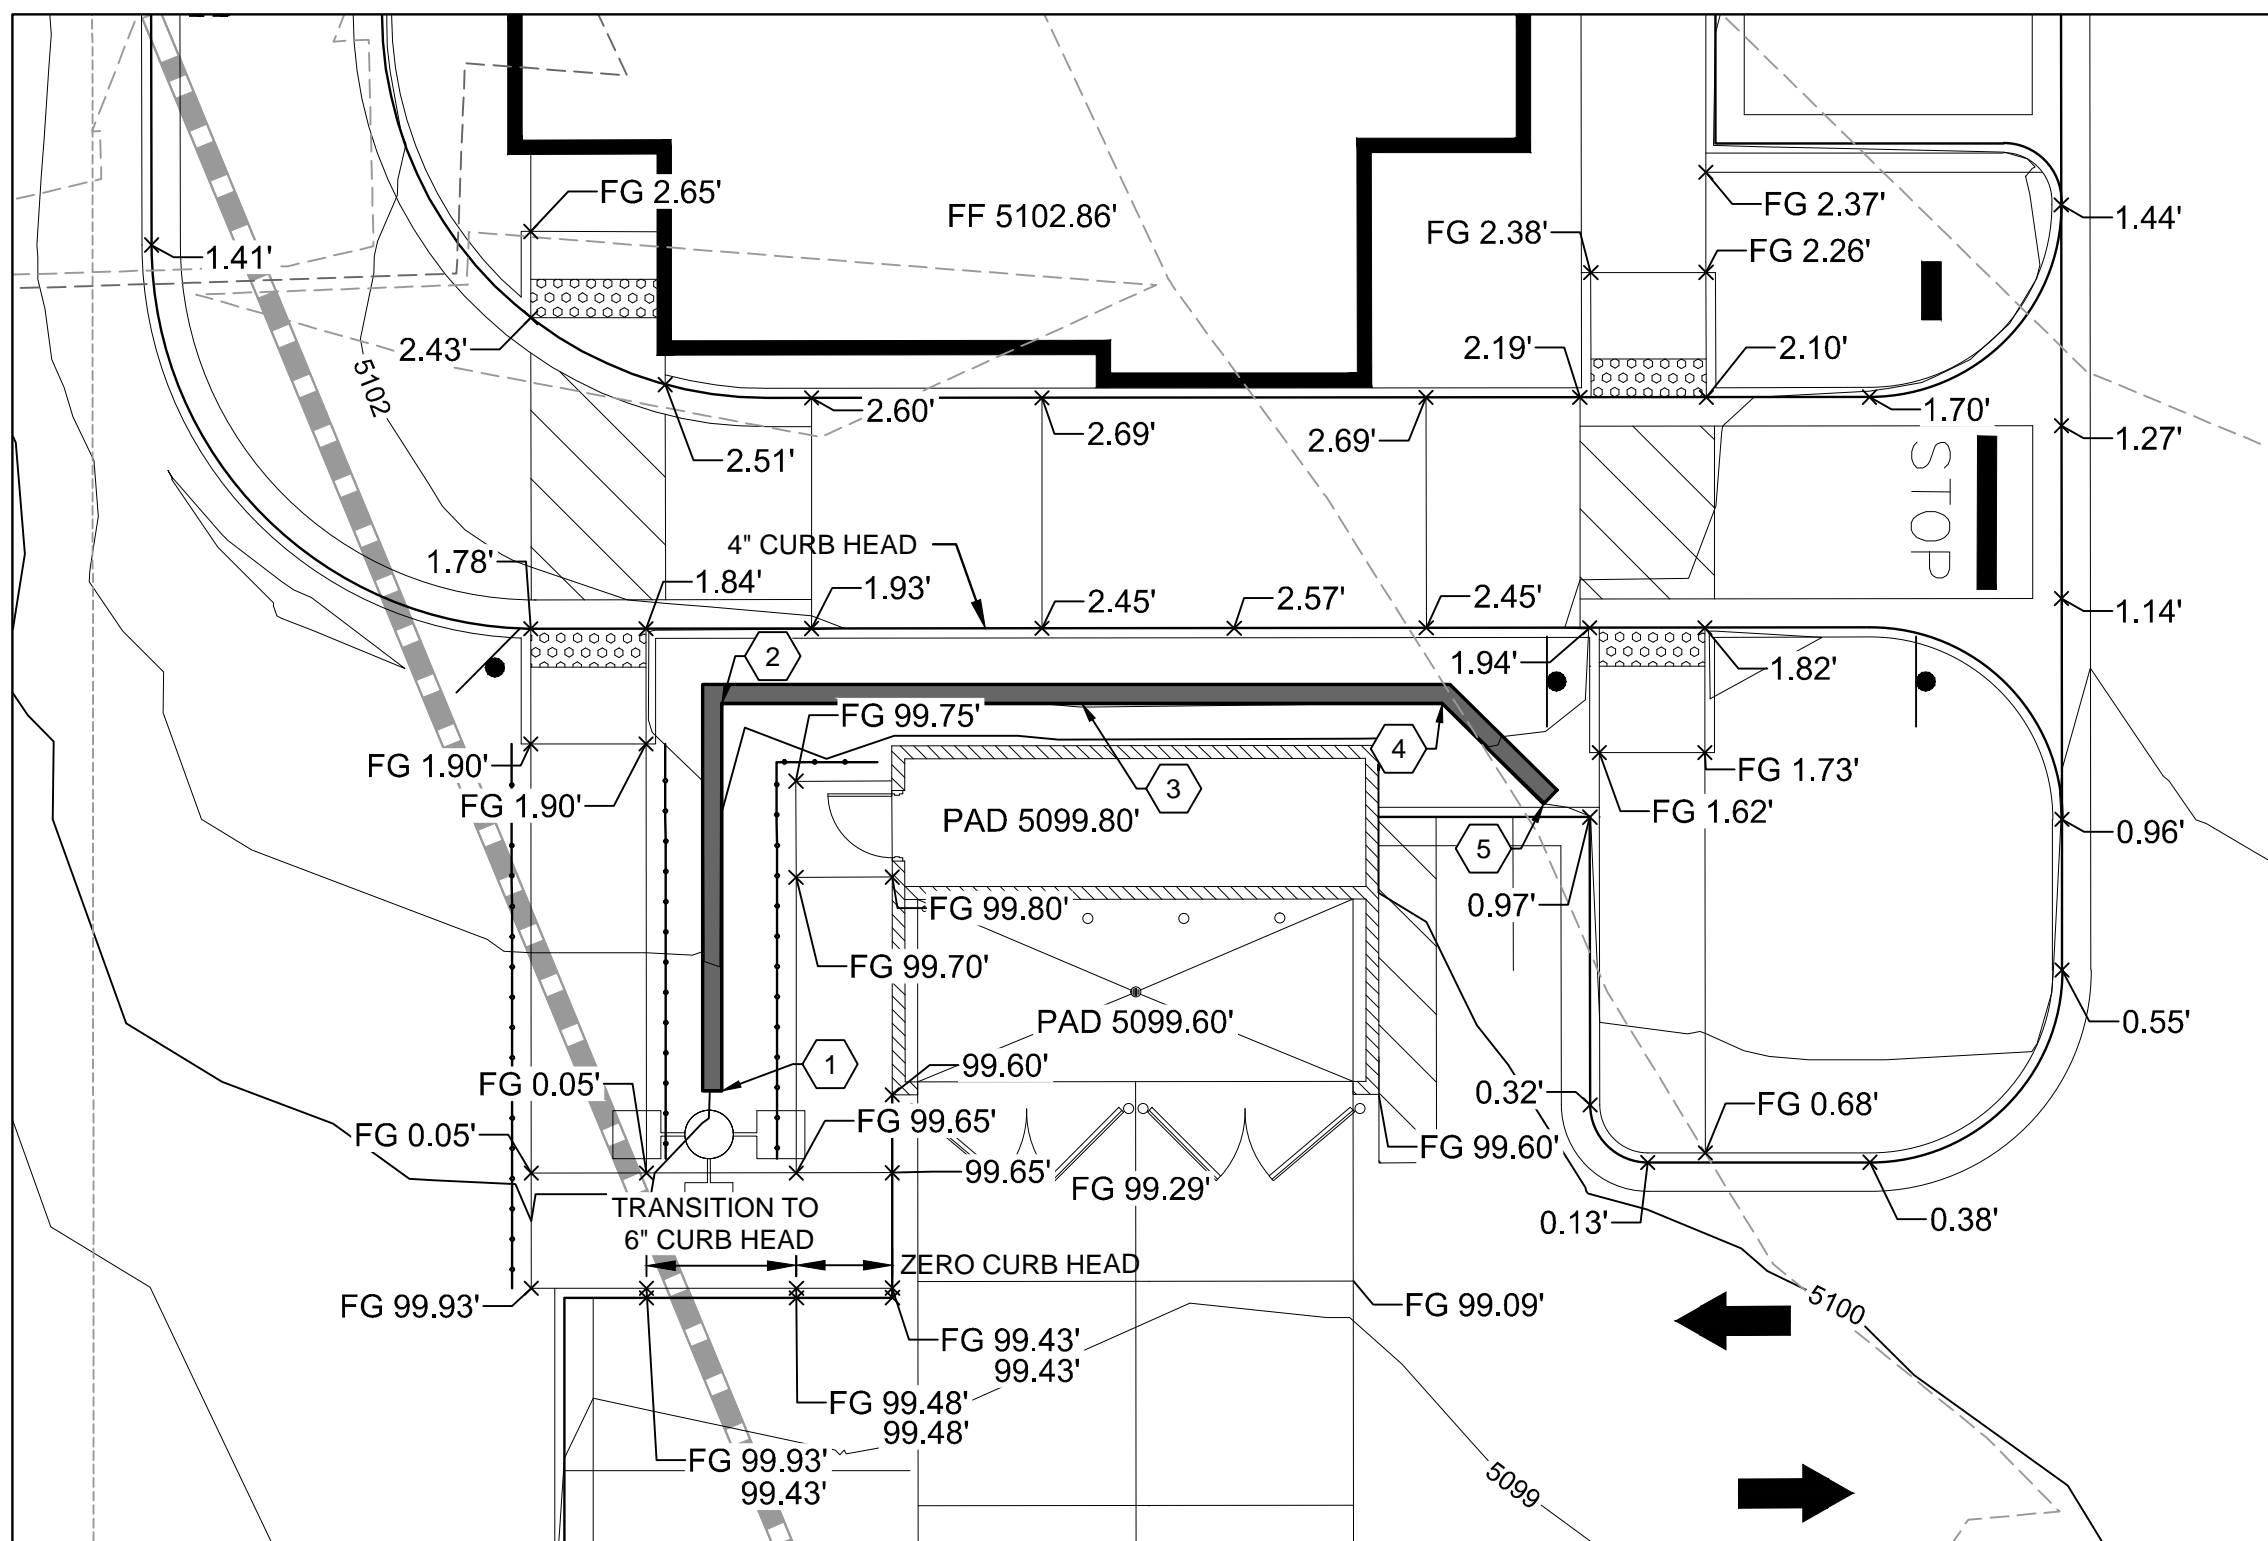 FG 2.65'
FF 5102.86'
FG 2.37'
1.44'
FG 2.38'
FG 2.26'
1.41'
2.43'
2.19'
2.10'
5102
2.60'
2.69'
2.69'
1.70'
1.27'
2.51'
STOP
4" CURB HEAD
1.78'
1.84'
1.93'
2.45'
2.57'
2.45'
1.14'
2
1.94'
1.82'
FG 99.75'
4
FG 1.90'
3
FG 1.73'
FG 1.90'
FG 1.62'
PAD 5099.80'
0.96'
5
FG 99.80'
0.97'
FG 99.70'
PAD 5099.60'
0.55'
1
99.60'
FG 0.05'
0.32'
FG 0.68'
FG 0.05'
FG 99.65'
FG 99.60'
99.65'
FG 99.29'
TRANSITION TO
6" CURB HEAD
0.13'
0.38'
ZERO CURB HEAD
FG 99.93'
FG 99.09'
5100
FG 99.43'
99.43'
FG 99.48'
99.48'
FG 99.93'
99.43'
5099